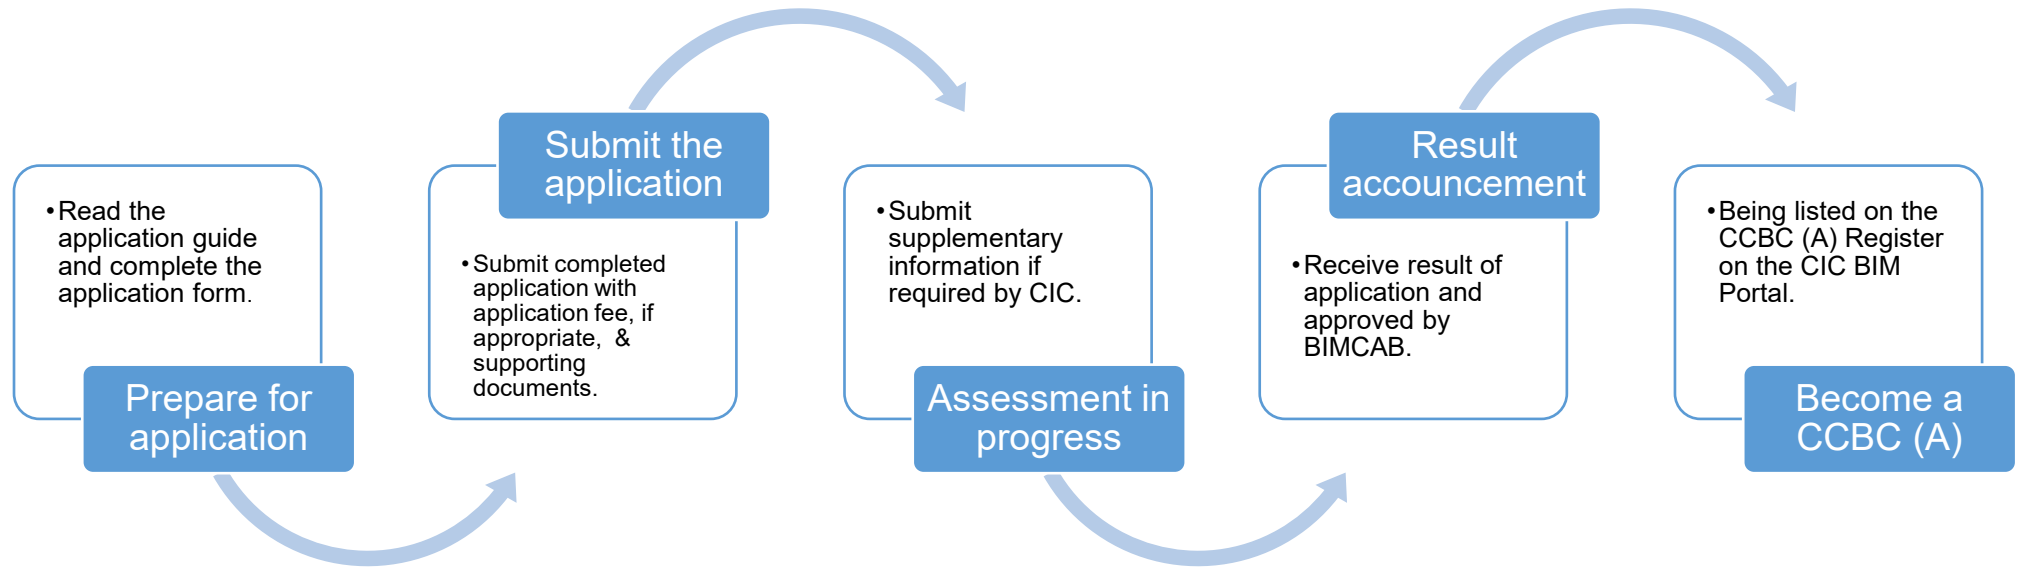 •Read the
application guide
and complete the
application form.
Prepare for
application
Submit the
application
•Submit completed
application with
application fee, if
appropriate,  &
supporting
documents.
•Submit
supplementary
information if
required by CIC.
Assessment in
progress
Result
accouncement
•Receive result of
application and
approved by
BIMCAB.
•Being listed on the
CCBC (A) Register
on the CIC BIM
Portal.
Become a
CCBC (A)